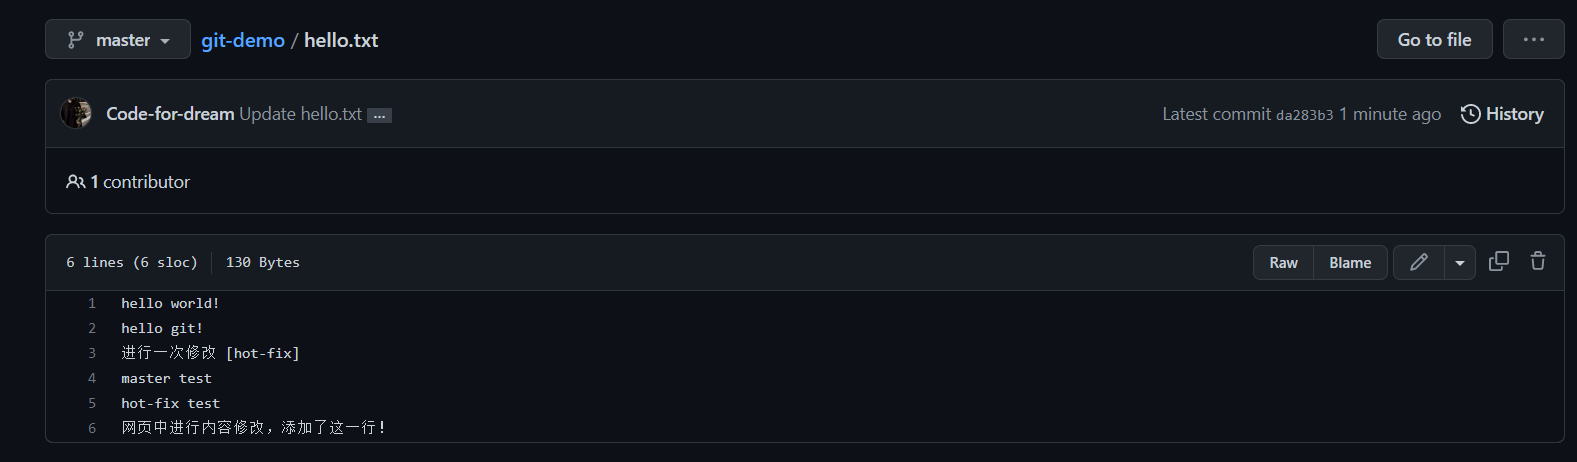 master git-demo / hello.txt Go to file ...
Code-for-dream Update hello.txt ... Latest commit da283b3 1 minute ago History
1 contributor
6 lines (6 sloc) 130 Bytes Raw Blame
1 hello world!
2 hello git!
3 进行一次修改 [hot-fix]
4 master test
5 hot-fix test
6 网页中进行内容修改，添加了这一行！